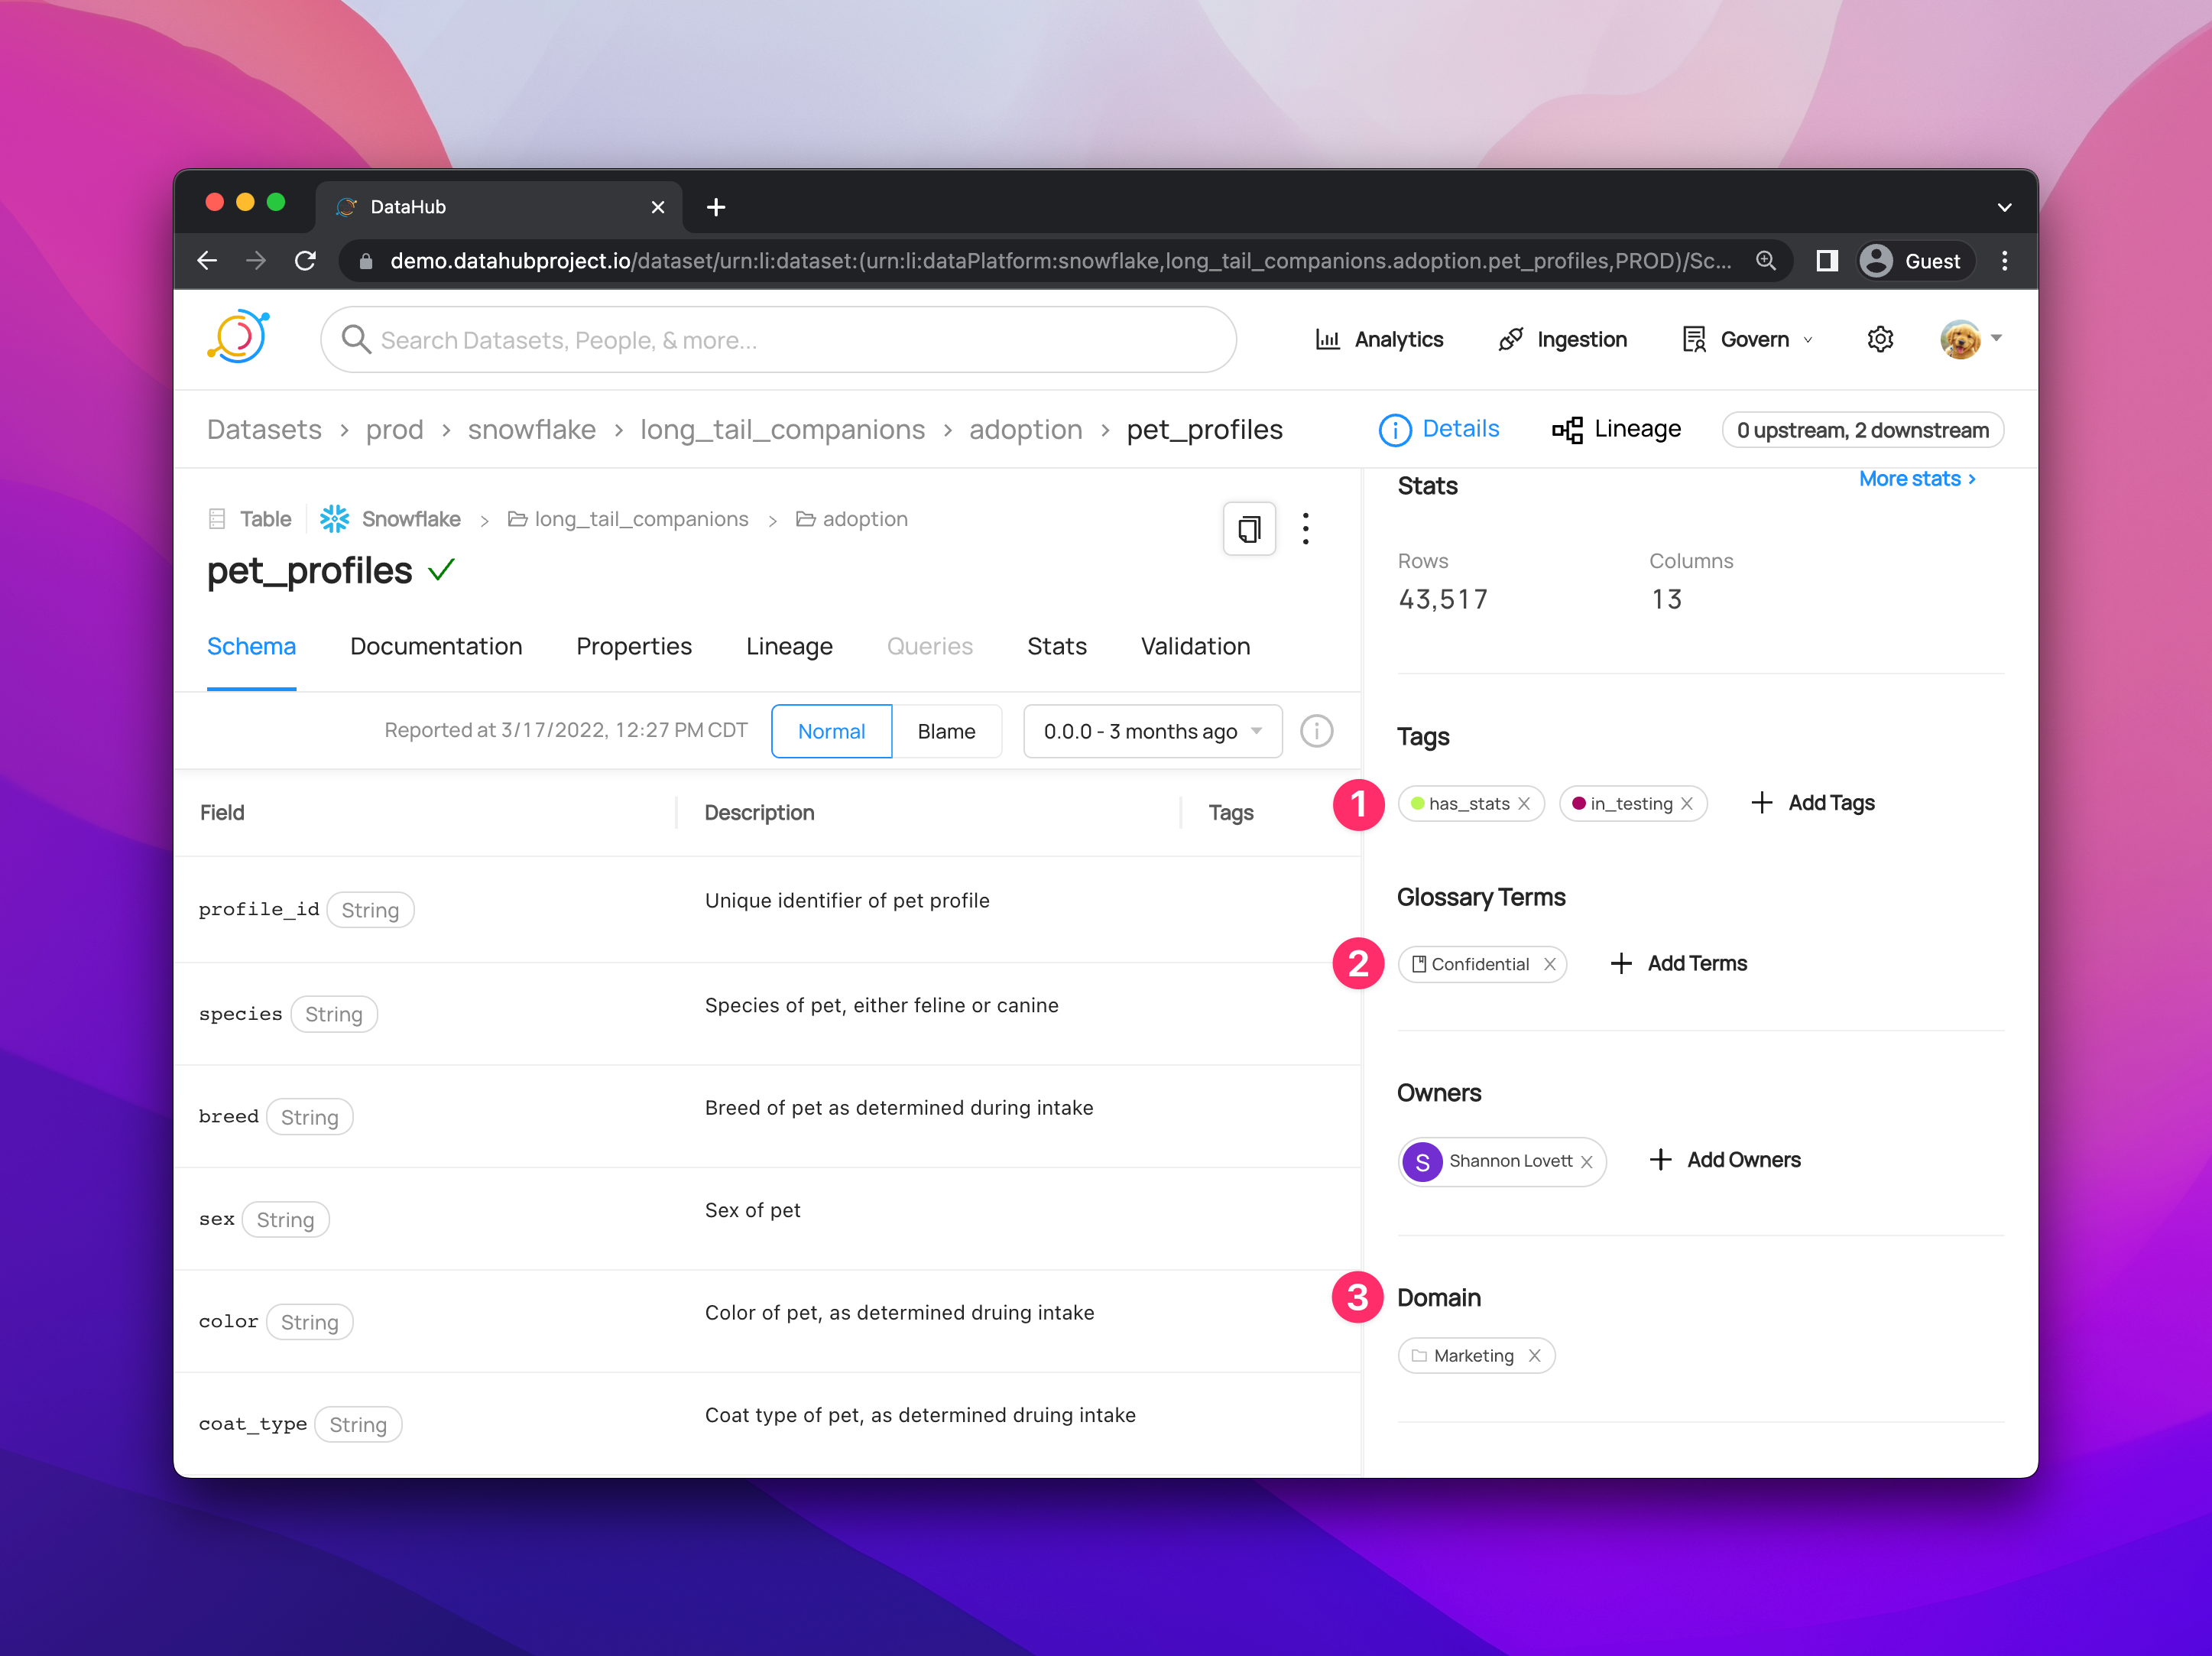 DataHub
demo.datahubproject.io/dataset/urn:li:dataset:(urn:li:dataPlatform:snowflake,long_tail_companions.adoption.pet_profiles,PROD)/Sc...
Guest
Search Datasets, People, & more...
Analytics
Ingestion
Govern
Datasets > prod > snowflake > long_tail_companions > adoption > pet_profiles
Details
Lineage
0 upstream, 2 downstream
Table
Snowflake > long_tail_companions > adoption
pet_profiles
Schema Documentation Properties Lineage Queries Stats Validation
Reported at 3/17/2022, 12:27 PM CDT
Normal Blame
0.0.0 - 3 months ago
Field Description Tags
profile_id String Unique identifier of pet profile
species String Species of pet, either feline or canine
breed String Breed of pet as determined during intake
sex String Sex of pet
color String Color of pet, as determined druing intake
coat_type String Coat type of pet, as determined druing intake
Stats
More stats >
Rows Columns
43,517 13
Tags
1 has_stats in_testing + Add Tags
Glossary Terms
2 Confidential + Add Terms
Owners
S Shannon Lovett + Add Owners
3 Domain
Marketing